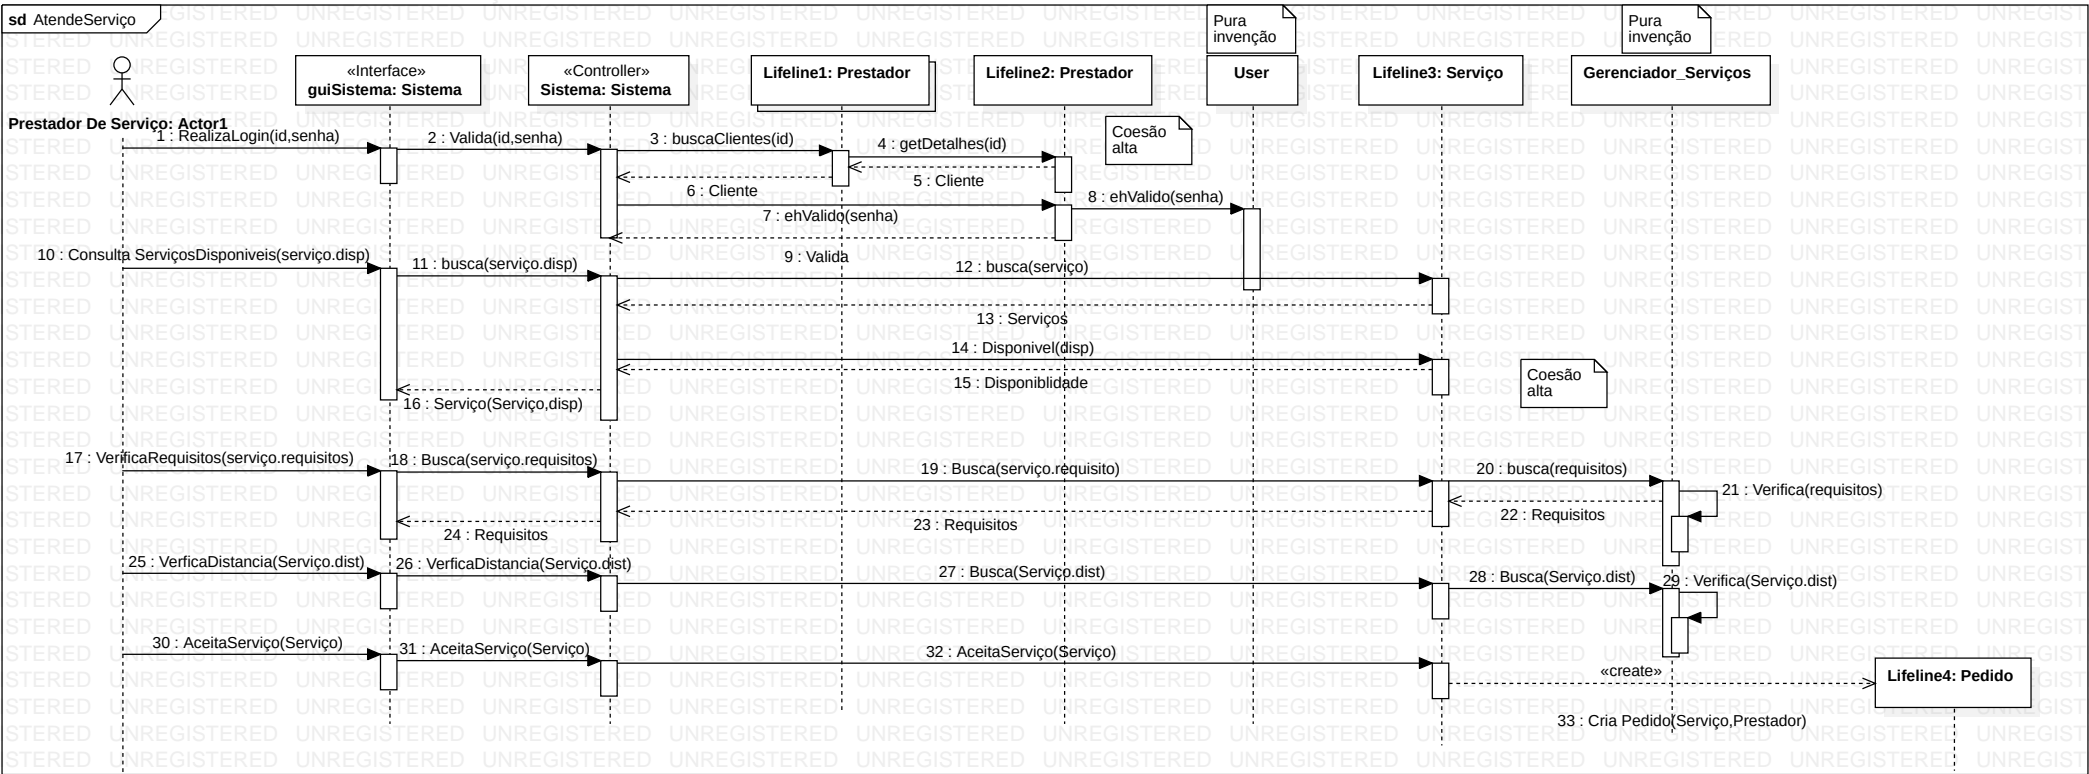 sd AtendeServiço
Pura
invenção
Pura
invenção
«Interface»
guiSistema: Sistema
«Controller»
Sistema: Sistema
Lifeline1: Prestador
Lifeline2: Prestador
User
Lifeline3: Serviço
Gerenciador_Serviços
Prestador De Serviço: Actor1
Coesão
alta
1 : RealizaLogin(id,senha)
2 : Valida(id,senha)
3 : buscaClientes(id)
4 : getDetalhes(id)
5 : Cliente
6 : Cliente
7 : ehValido(senha)
8 : ehValido(senha)
9 : Valida
10 : Consulta ServiçosDisponiveis(serviço.disp)
11 : busca(serviço.disp)
12 : busca(serviço)
13 : Serviços
14 : Disponivel(disp)
15 : Disponiblidade
16 : Serviço(Serviço,disp)
Coesão
alta
17 : VerificaRequisitos(serviço.requisitos)
18 : Busca(serviço.requisitos)
19 : Busca(serviço.requisito)
20 : busca(requisitos)
21 : Verifica(requisitos)
22 : Requisitos
23 : Requisitos
24 : Requisitos
25 : VerficaDistancia(Serviço.dist)
26 : VerficaDistancia(Serviço.dist)
27 : Busca(Serviço.dist)
28 : Busca(Serviço.dist)
29 : Verifica(Serviço.dist)
30 : AceitaServiço(Serviço)
31 : AceitaServiço(Serviço)
32 : AceitaServiço(Serviço)
«create»
Lifeline4: Pedido
33 : Cria Pedido(Serviço,Prestador)